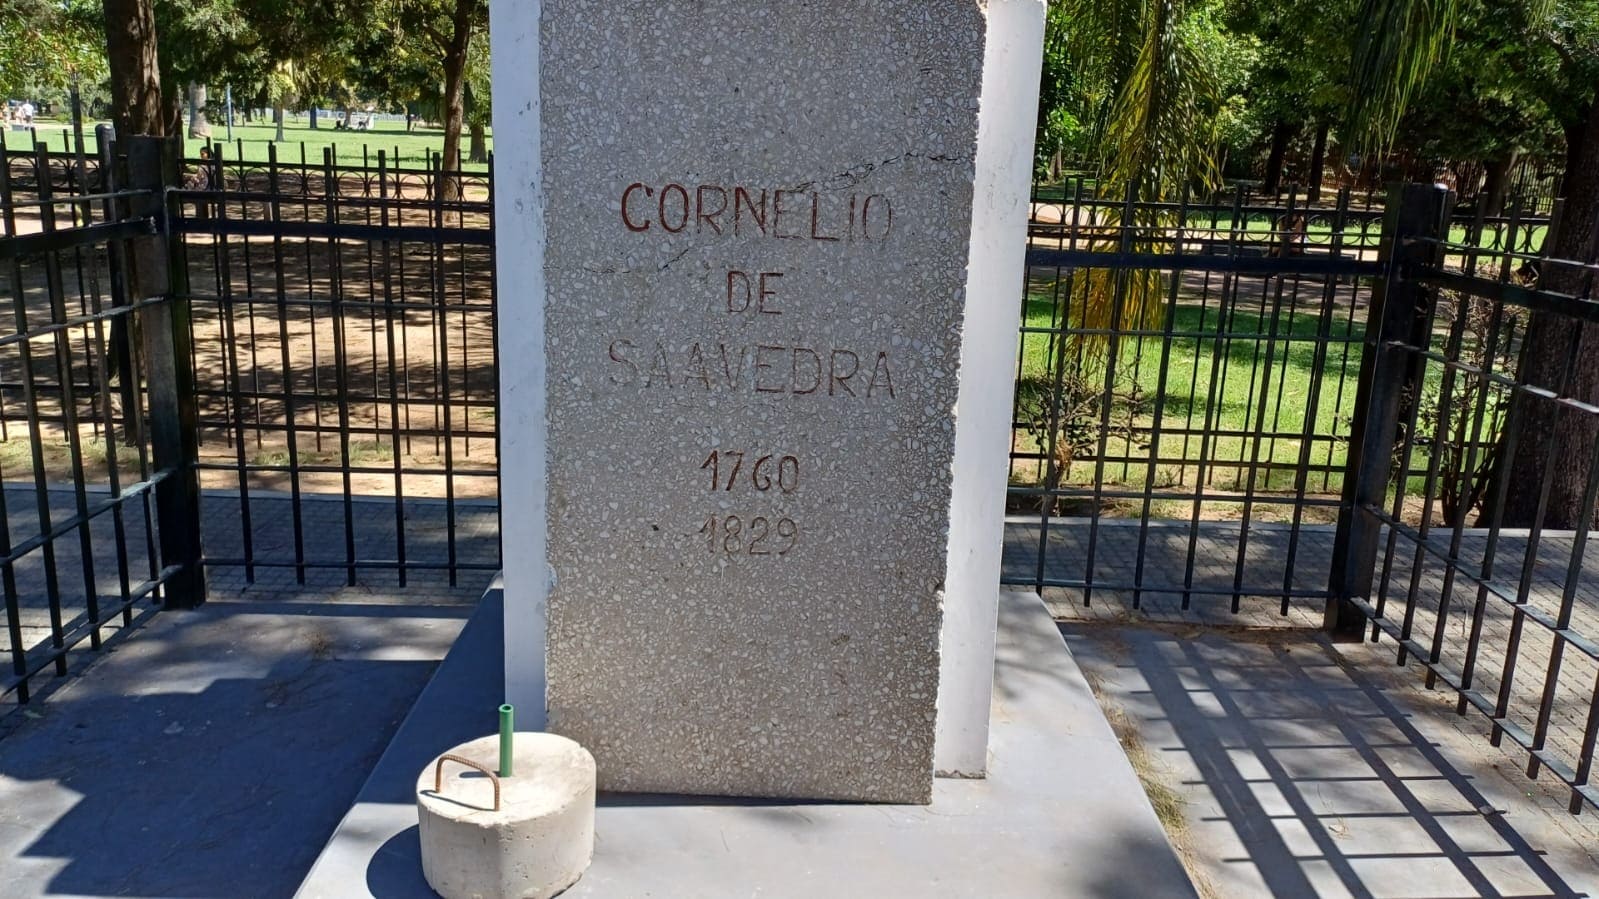 CORNELIO
DE
SAAVEDRA
1760
1829